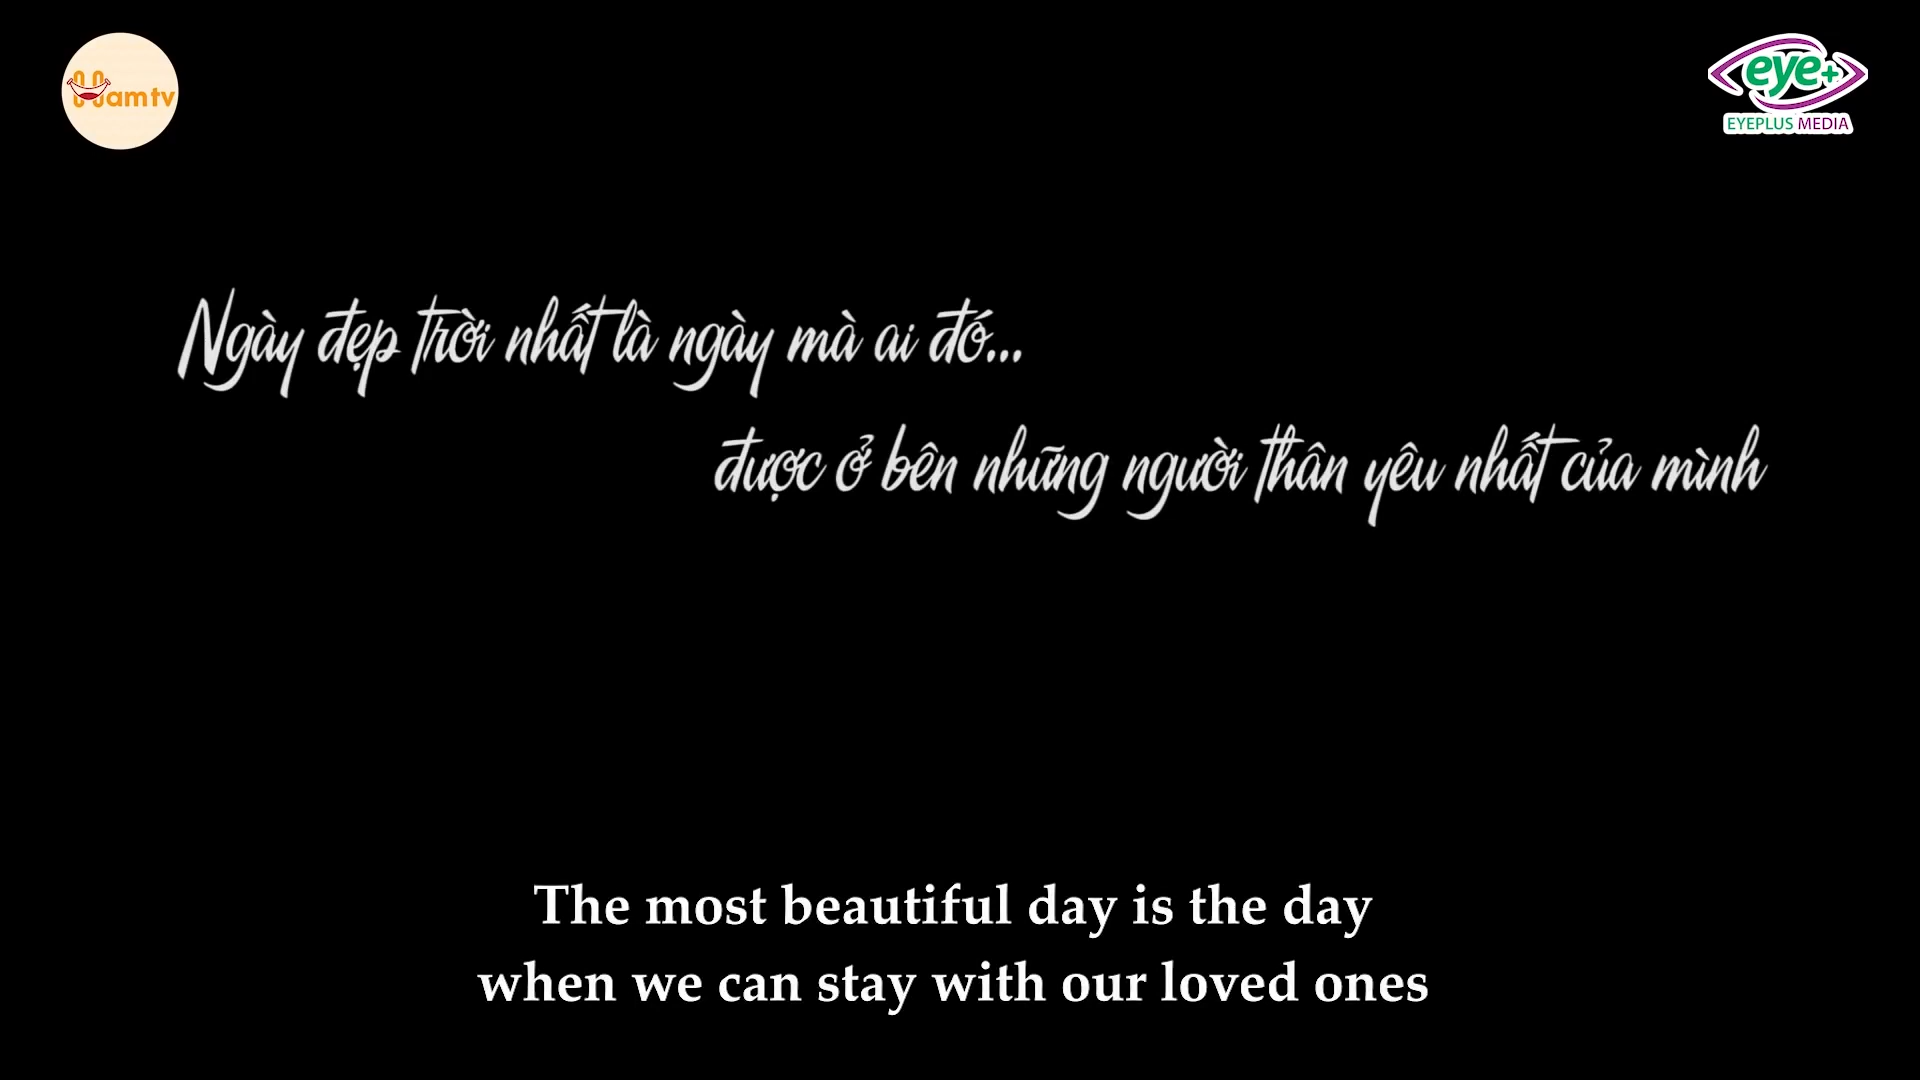 Hamtv
eye+
EYEPLUS MEDIA
Ngày đẹp trời nhất là ngày mà ai đó...
được ở bên những người thân yêu nhất của mình
The most beautiful day is the day
when we can stay with our loved ones